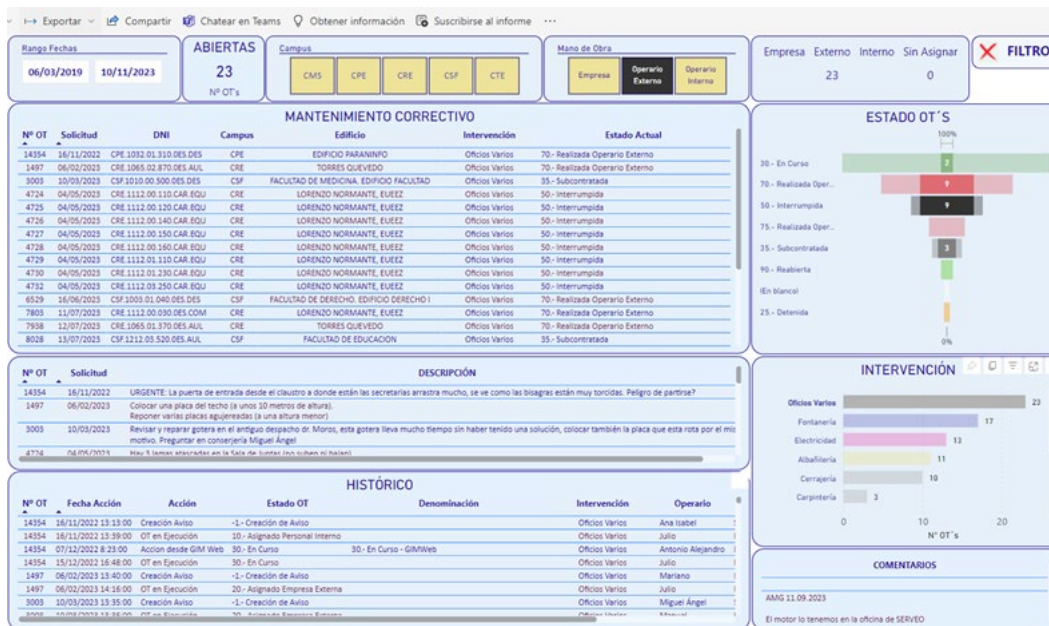 Exportar Compartir Chatear en Teams Obtener información Suscribirse al informe ...
Rango Fechas
06/03/2019 10/11/2023
ABIERTAS
23
Nº OT's
Campus
CMS CPE CRE CSF CTE
Mano de Obra
Empresa Operario Externo Operario Interno
Empresa Externo Interno Sin Asignar
23 0
FILTRO
MANTENIMIENTO CORRECTIVO
Nº OT Solicitud DNI Campus Edificio Intervención Estado Actual
14354 16/11/2022 CPE.1032.01.310.0ES.DES CPE EDIFICIO PARANINFO Oficios Varios 70.- Realizada Operario Externo
1497 06/02/2023 CRE.1065.02.870.0ES.AUL CRE TORRES QUEVEDO Oficios Varios 70.- Realizada Operario Externo
3003 10/03/2023 CSF.1010.00.500.0ES.DES CSF FACULTAD DE MEDICINA. EDIFICIO FACULTAD Oficios Varios 35.- Subcontratada
4724 04/05/2023 CRE.1112.00.110.CAR.EQU CRE LORENZO NORMANTE, EUEEZ Oficios Varios 50.- Interrumpida
4725 04/05/2023 CRE.1112.00.120.CAR.EQU CRE LORENZO NORMANTE, EUEEZ Oficios Varios 50.- Interrumpida
4726 04/05/2023 CRE.1112.00.140.CAR.EQU CRE LORENZO NORMANTE, EUEEZ Oficios Varios 50.- Interrumpida
4727 04/05/2023 CRE.1112.00.150.CAR.EQU CRE LORENZO NORMANTE, EUEEZ Oficios Varios 50.- Interrumpida
4728 04/05/2023 CRE.1112.00.160.CAR.EQU CRE LORENZO NORMANTE, EUEEZ Oficios Varios 50.- Interrumpida
4729 04/05/2023 CRE.1112.01.110.CAR.EQU CRE LORENZO NORMANTE, EUEEZ Oficios Varios 50.- Interrumpida
4730 04/05/2023 CRE.1112.01.230.CAR.EQU CRE LORENZO NORMANTE, EUEEZ Oficios Varios 50.- Interrumpida
4732 04/05/2023 CRE.1112.03.250.CAR.EQU CRE LORENZO NORMANTE, EUEEZ Oficios Varios 50.- Interrumpida
6529 16/06/2023 CSF.1003.01.040.0ES.DES CSF FACULTAD DE DERECHO. EDIFICIO DERECHO I Oficios Varios 70.- Realizada Operario Externo
7803 11/07/2023 CRE.1112.00.030.0ES.COM CRE LORENZO NORMANTE, EUEEZ Oficios Varios 70.- Realizada Operario Externo
7938 12/07/2023 CRE.1065.01.370.0ES.AUL CRE TORRES QUEVEDO Oficios Varios 70.- Realizada Operario Externo
8028 13/07/2023 CSF.1212.03.520.0ES.AUL CSF FACULTAD DE EDUCACION Oficios Varios 35.- Subcontratada
ESTADO OT´S
100%
30.- En Curso 2
70.- Realizada Oper... 9
50.- Interrumpida 9
75.- Realizada Oper...
35.- Subcontratada 3
90.- Reabierta
(En blanco)
25.- Detenida
0%
Nº OT Solicitud DESCRIPCIÓN
14354 16/11/2022 URGENTE: La puerta de entrada desde el claustro a donde están las secretarias arrastra mucho, se ve como las bisagras están muy torcidas. Peligro de partirse?
1497 06/02/2023 Colocar una placa del techo (a unos 10 metros de altura).
Reponer varias placas agujereadas (a una altura menor)
3003 10/03/2023 Revisar y reparar gotera en el antiguo despacho dr. Moros, esta gotera lleva mucho tiempo sin haber tenido una solución, colocar también la placa que esta rota por el mis
motivo. Preguntar en conserjería Miguel Ángel
4724 04/05/2023 Hay 3 lamas atascadas en la Sala de Juntas (no suben ni bajan)
INTERVENCIÓN
Oficios Varios 23
Fontanería 17
Electricidad 13
Albañilería 11
Cerrajería 10
Carpintería 3
0 10 20
Nº OT´s
HISTÓRICO
Nº OT Fecha Acción Acción Estado OT Denominación Intervención Operario
14354 16/11/2022 13:13:00 Creación Aviso -1.- Creación de Aviso Oficios Varios Ana Isabel
14354 16/11/2022 13:39:00 OT en Ejecución 10.- Asignado Personal Interno Oficios Varios Julio
14354 07/12/2022 8:23:00 Accion desde GIM Web 30.- En Curso 30.- En Curso - GIMWeb Oficios Varios Antonio Alejandro
14354 15/12/2022 16:48:00 OT en Ejecución 30.- En Curso Oficios Varios Julio
1497 06/02/2023 13:40:00 Creación Aviso -1.- Creación de Aviso Oficios Varios Mariano
1497 06/02/2023 14:16:00 OT en Ejecución 20.- Asignado Empresa Externa Oficios Varios Julio
3003 10/03/2023 13:35:00 Creación Aviso -1.- Creación de Aviso Oficios Varios Miguel Ángel
COMENTARIOS
AMG 11.09.2023
El motor lo tenemos en la oficina de SERVEO